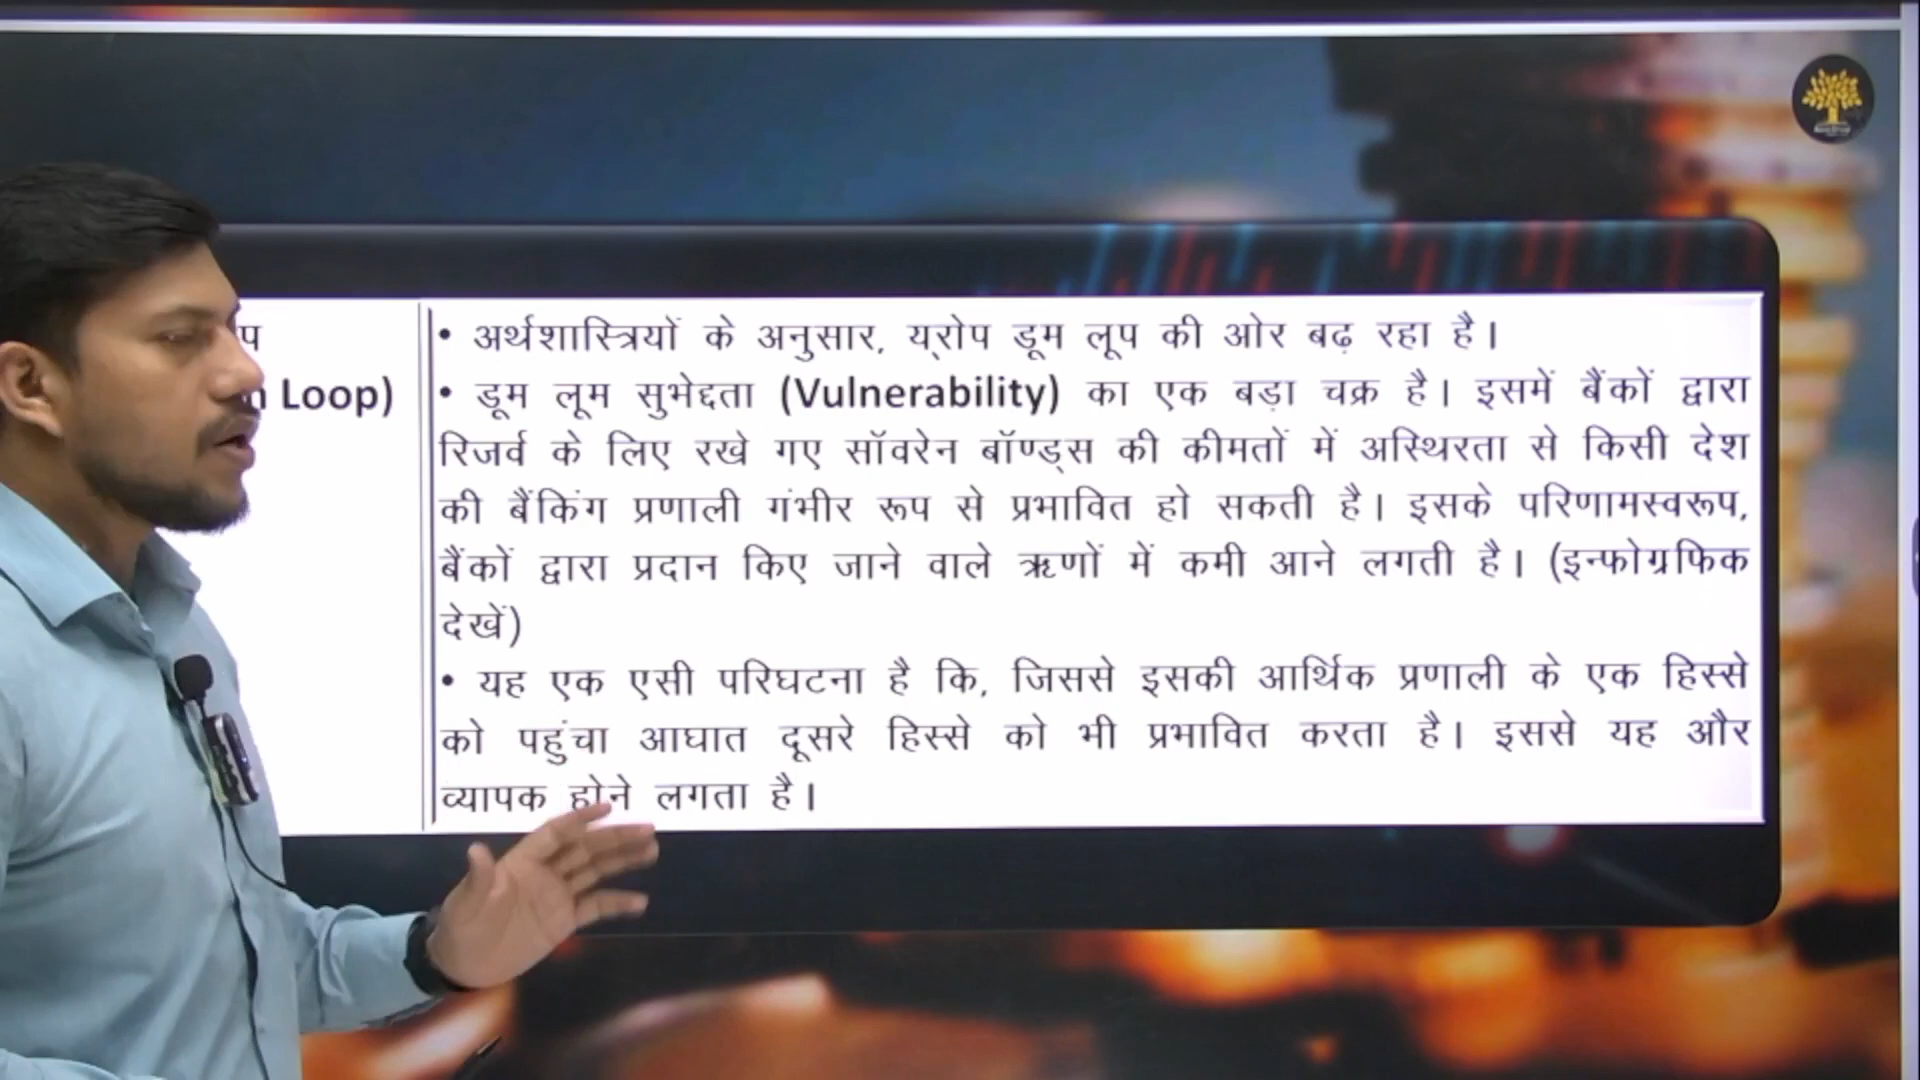 • अर्थशास्त्रियों के अनुसार, यूरोप डूम लूप की ओर बढ़ रहा है।
Loop)
• डूम लूम सुभेद्दता (Vulnerability) का एक बड़ा चक्र है। इसमें बैंकों द्वारा
रिजर्व के लिए रखे गए सॉवरेन बॉण्ड्स की कीमतों में अस्थिरता से किसी देश
की बैंकिंग प्रणाली गंभीर रूप से प्रभावित हो सकती है। इसके परिणामस्वरूप,
बैंकों द्वारा प्रदान किए जाने वाले ऋणों में कमी आने लगती है। (इन्फोग्रफिक
देखें)
• यह एक एसी परिघटना है कि, जिससे इसकी आर्थिक प्रणाली के एक हिस्से
को पहुंचा आघात दूसरे हिस्से को भी प्रभावित करता है। इससे यह और
व्यापक होने लगता है।